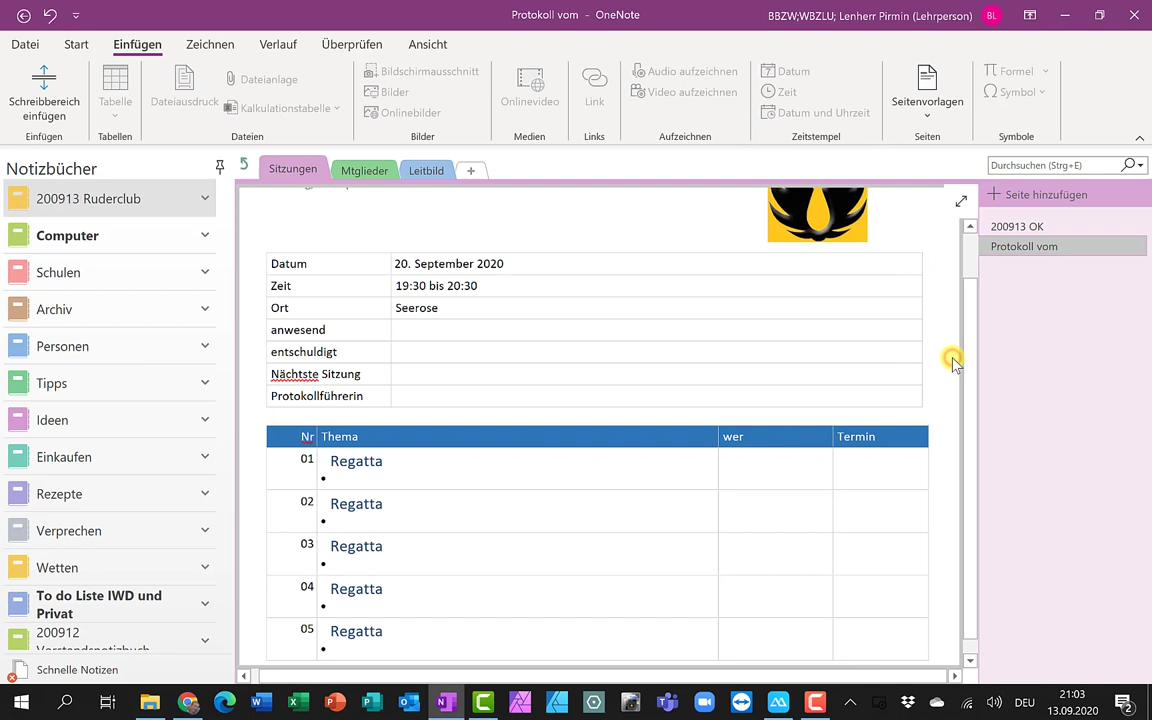 Protokoll vom - OneNote
BBZW;WBZLU; Lenherr Pirmin (Lehrperson)
BL
Datei
Start
Einfügen
Zeichnen
Verlauf
Überprüfen
Ansicht
Schreibbereich
einfügen
Tabelle
Dateiausdruck
Dateianlage
Kalkulationstabelle
Bildschirmausschnitt
Bilder
Onlinebilder
Onlinevideo
Link
Audio aufzeichnen
Video aufzeichnen
Datum
Zeit
Datum und Uhrzeit
Seitenvorlagen
Formel
Symbol
Einfügen
Tabellen
Dateien
Bilder
Medien
Links
Aufzeichnen
Zeitstempel
Seiten
Symbole
Notizbücher
Sitzungen
Mtglieder
Leitbild
Durchsuchen (Strg+E)
200913 Ruderclub
Computer
Schulen
Archiv
Personen
Tipps
Ideen
Einkaufen
Rezepte
Verprechen
Wetten
To do Liste IWD und
Privat
200912
Schnelle Notizen
Datum 20. September 2020
Zeit 19:30 bis 20:30
Ort Seerose
anwesend
entschuldigt
Nächtste Sitzung
Protokollführerin
Nr Thema wer Termin
01 Regatta
02 Regatta
03 Regatta
04 Regatta
05 Regatta
Seite hinzufügen
200913 OK
Protokoll vom
DEU
21:03
13.09.2020
2